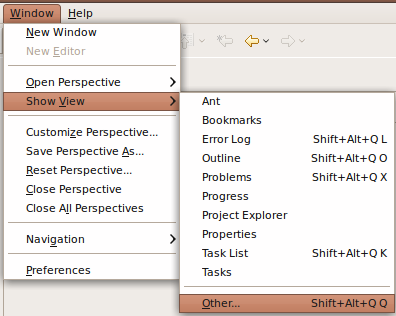 Window Help
New Window
New Editor
Open Perspective
Show View
Customize Perspective...
Save Perspective As...
Reset Perspective...
Close Perspective
Close All Perspectives
Navigation
Preferences
Ant
Bookmarks
Error Log Shift+Alt+Q L
Outline Shift+Alt+Q O
Problems Shift+Alt+Q X
Progress
Project Explorer
Properties
Task List Shift+Alt+Q K
Tasks
Other... Shift+Alt+Q Q